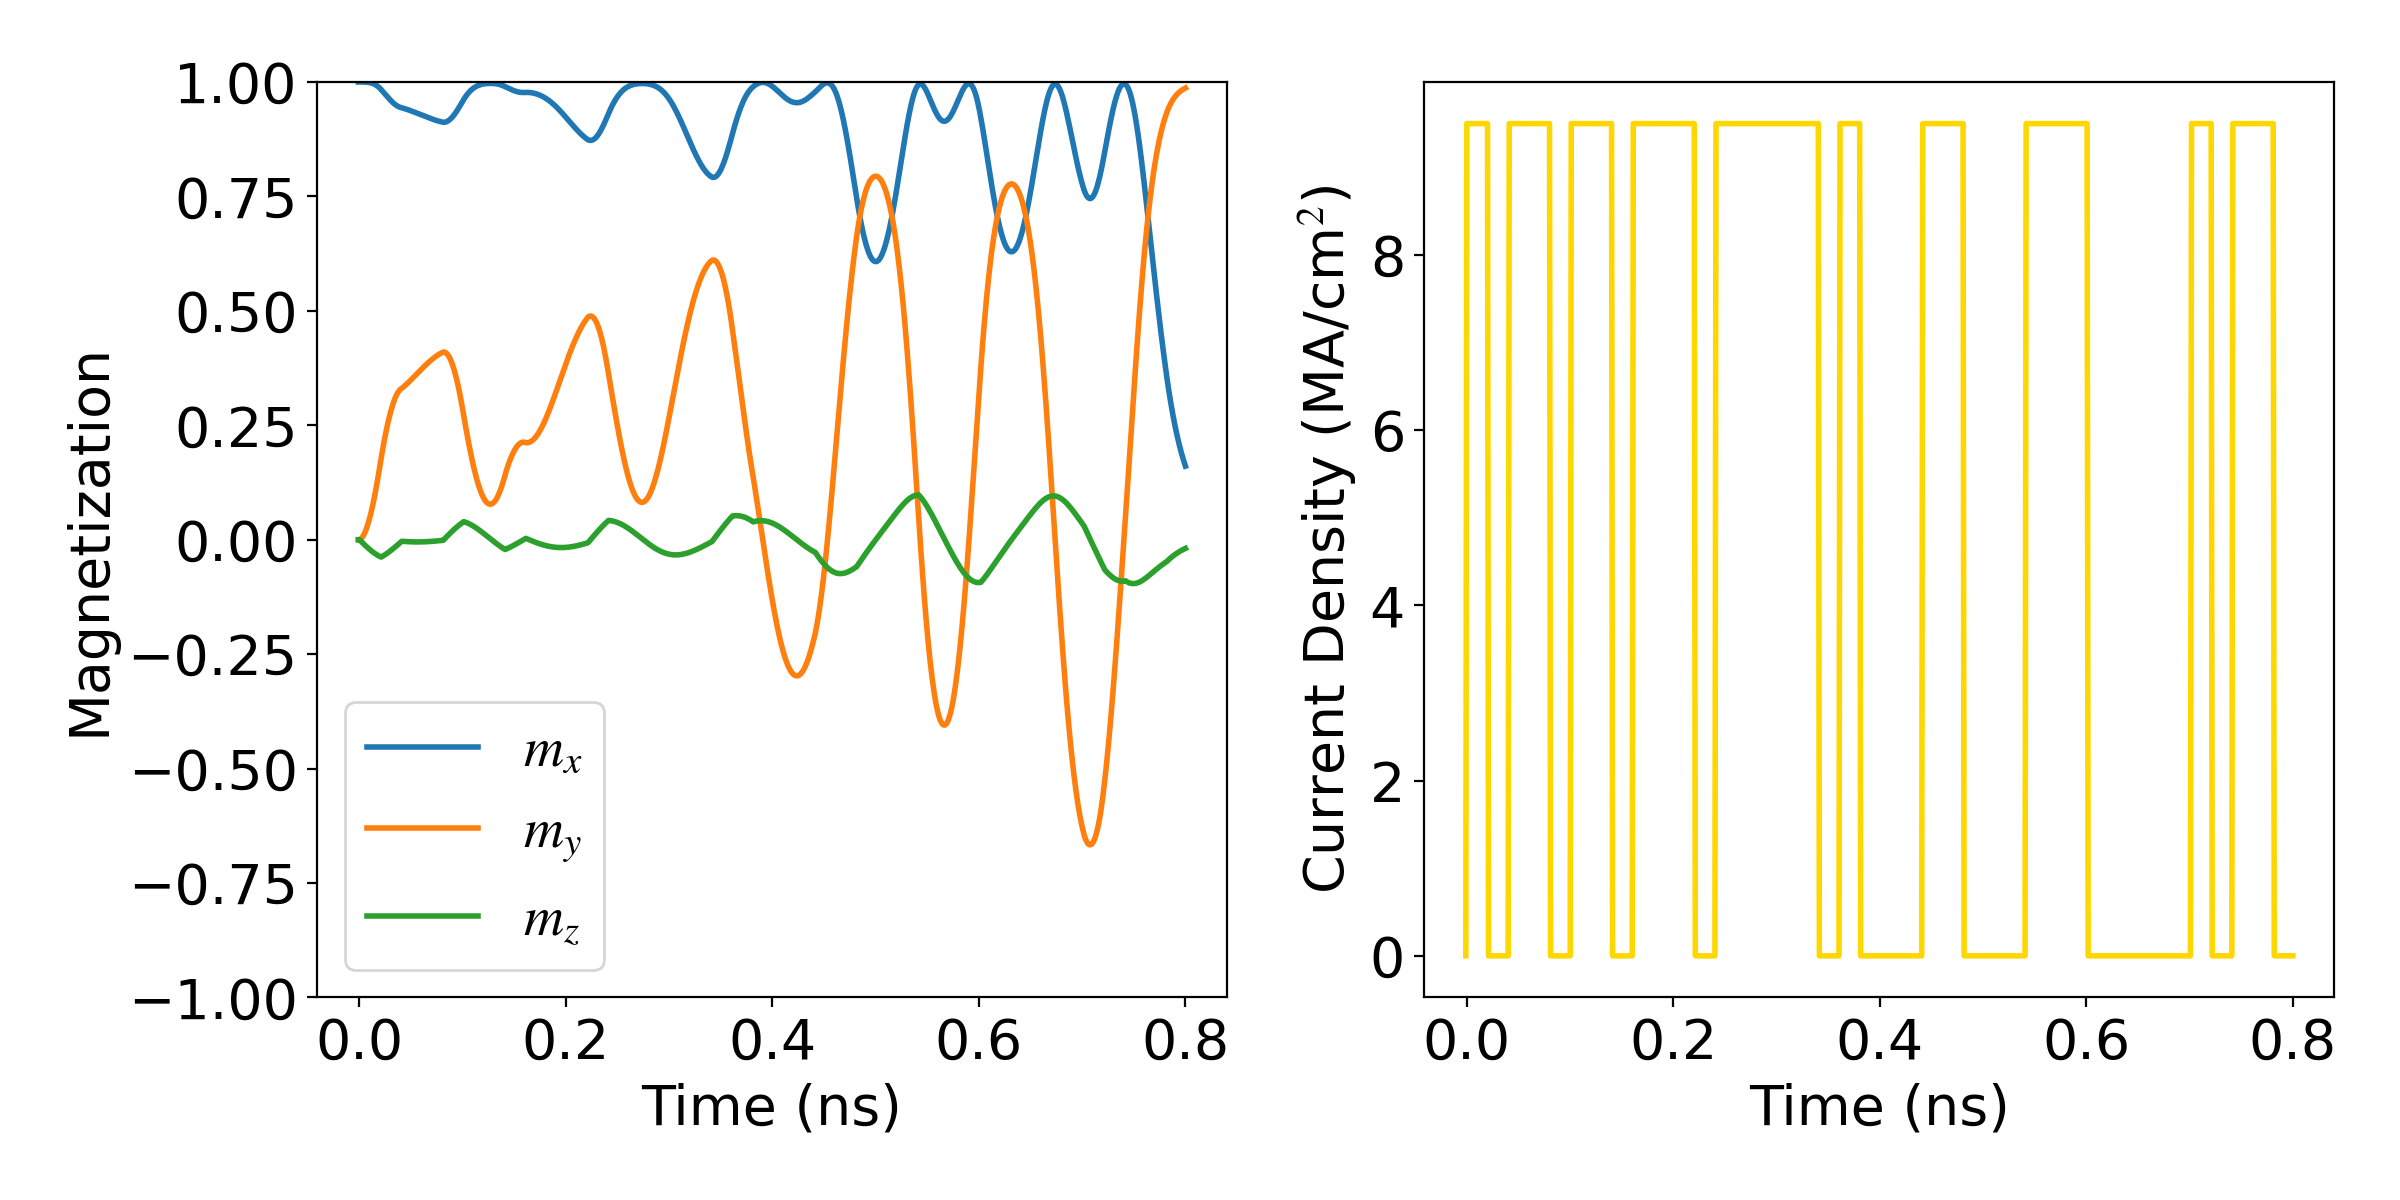 1.00
0.75
0.50
0.25
0.00
−0.25
−0.50
−0.75
−1.00
Magnetization
m_x
m_y
m_z
0.0 0.2 0.4 0.6 0.8
Time (ns)
8
6
4
2
0
Current Density (MA/cm²)
0.0 0.2 0.4 0.6 0.8
Time (ns)